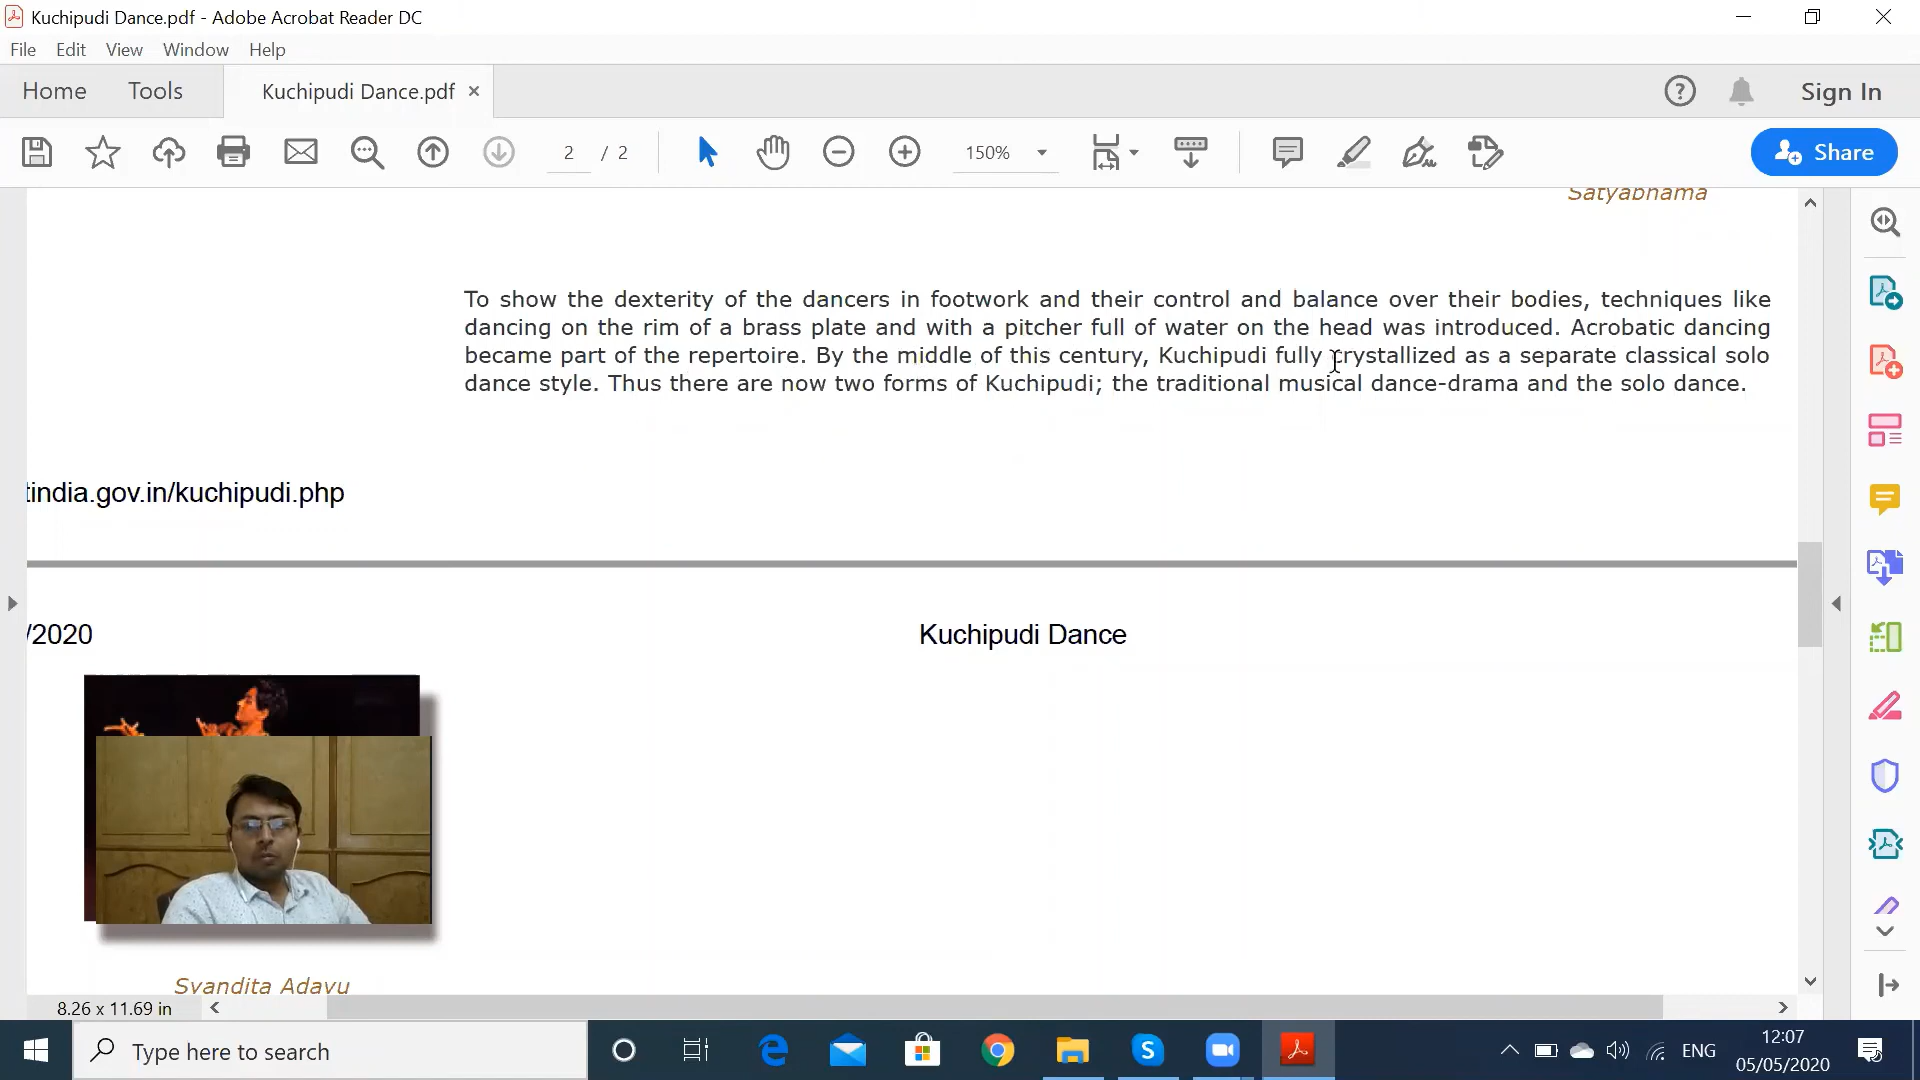 Kuchipudi Dance.pdf - Adobe Acrobat Reader DC
File Edit View Window Help
Home Tools Kuchipudi Dance.pdf × Sign In
2 / 2 150% Share
Satyabhama
To show the dexterity of the dancers in footwork and their control and balance over their bodies, techniques like
dancing on the rim of a brass plate and with a pitcher full of water on the head was introduced. Acrobatic dancing
became part of the repertoire. By the middle of this century, Kuchipudi fully crystallized as a separate classical solo
dance style. Thus there are now two forms of Kuchipudi; the traditional musical dance-drama and the solo dance.
tindia.gov.in/kuchipudi.php
/2020 Kuchipudi Dance
Syandita Adavu
8.26 x 11.69 in
Type here to search
ENG
12:07
05/05/2020